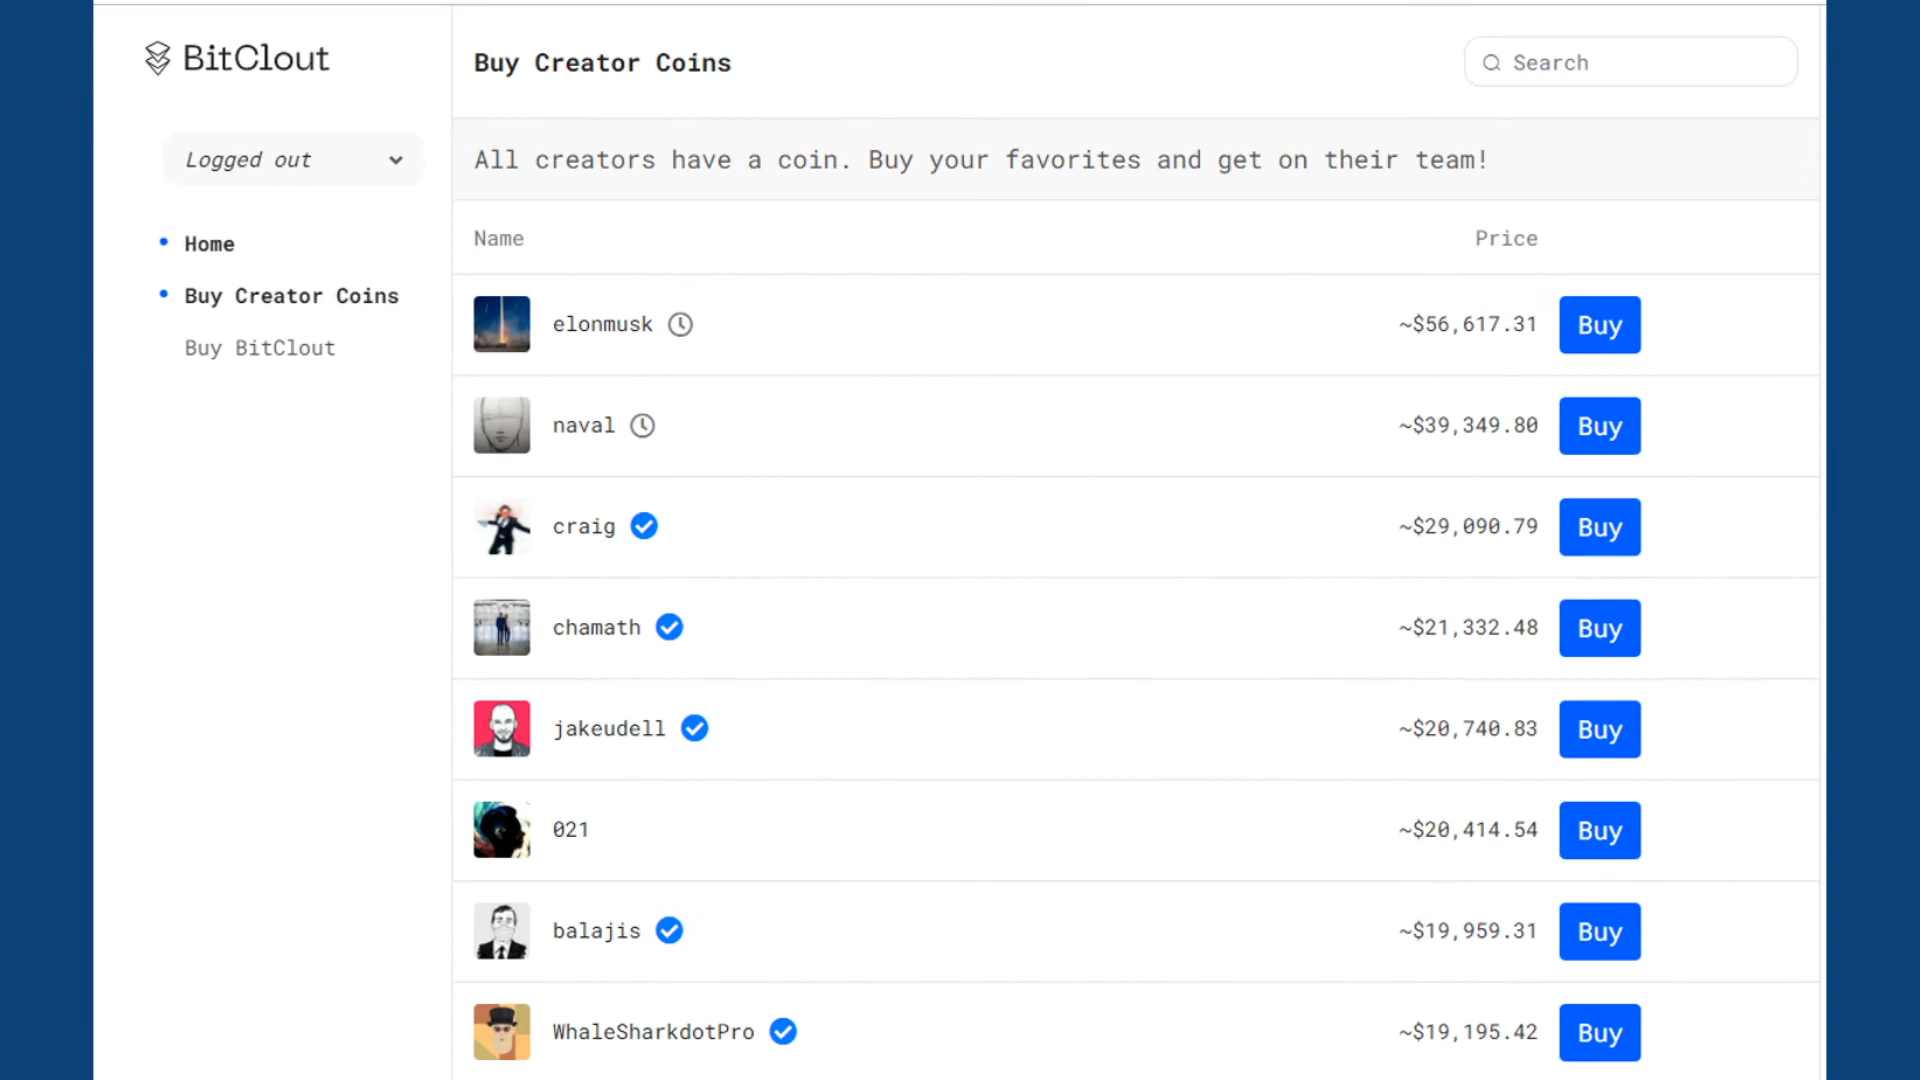 BitClout
Buy Creator Coins
Search
Logged out
All creators have a coin. Buy your favorites and get on their team!
Home
Buy Creator Coins
Buy BitClout
Name Price
elonmusk ~$56,617.31 Buy
naval ~$39,349.80 Buy
craig ~$29,090.79 Buy
chamath ~$21,332.48 Buy
jakeudell ~$20,740.83 Buy
021 ~$20,414.54 Buy
balajis ~$19,959.31 Buy
WhaleSharkdotPro ~$19,195.42 Buy